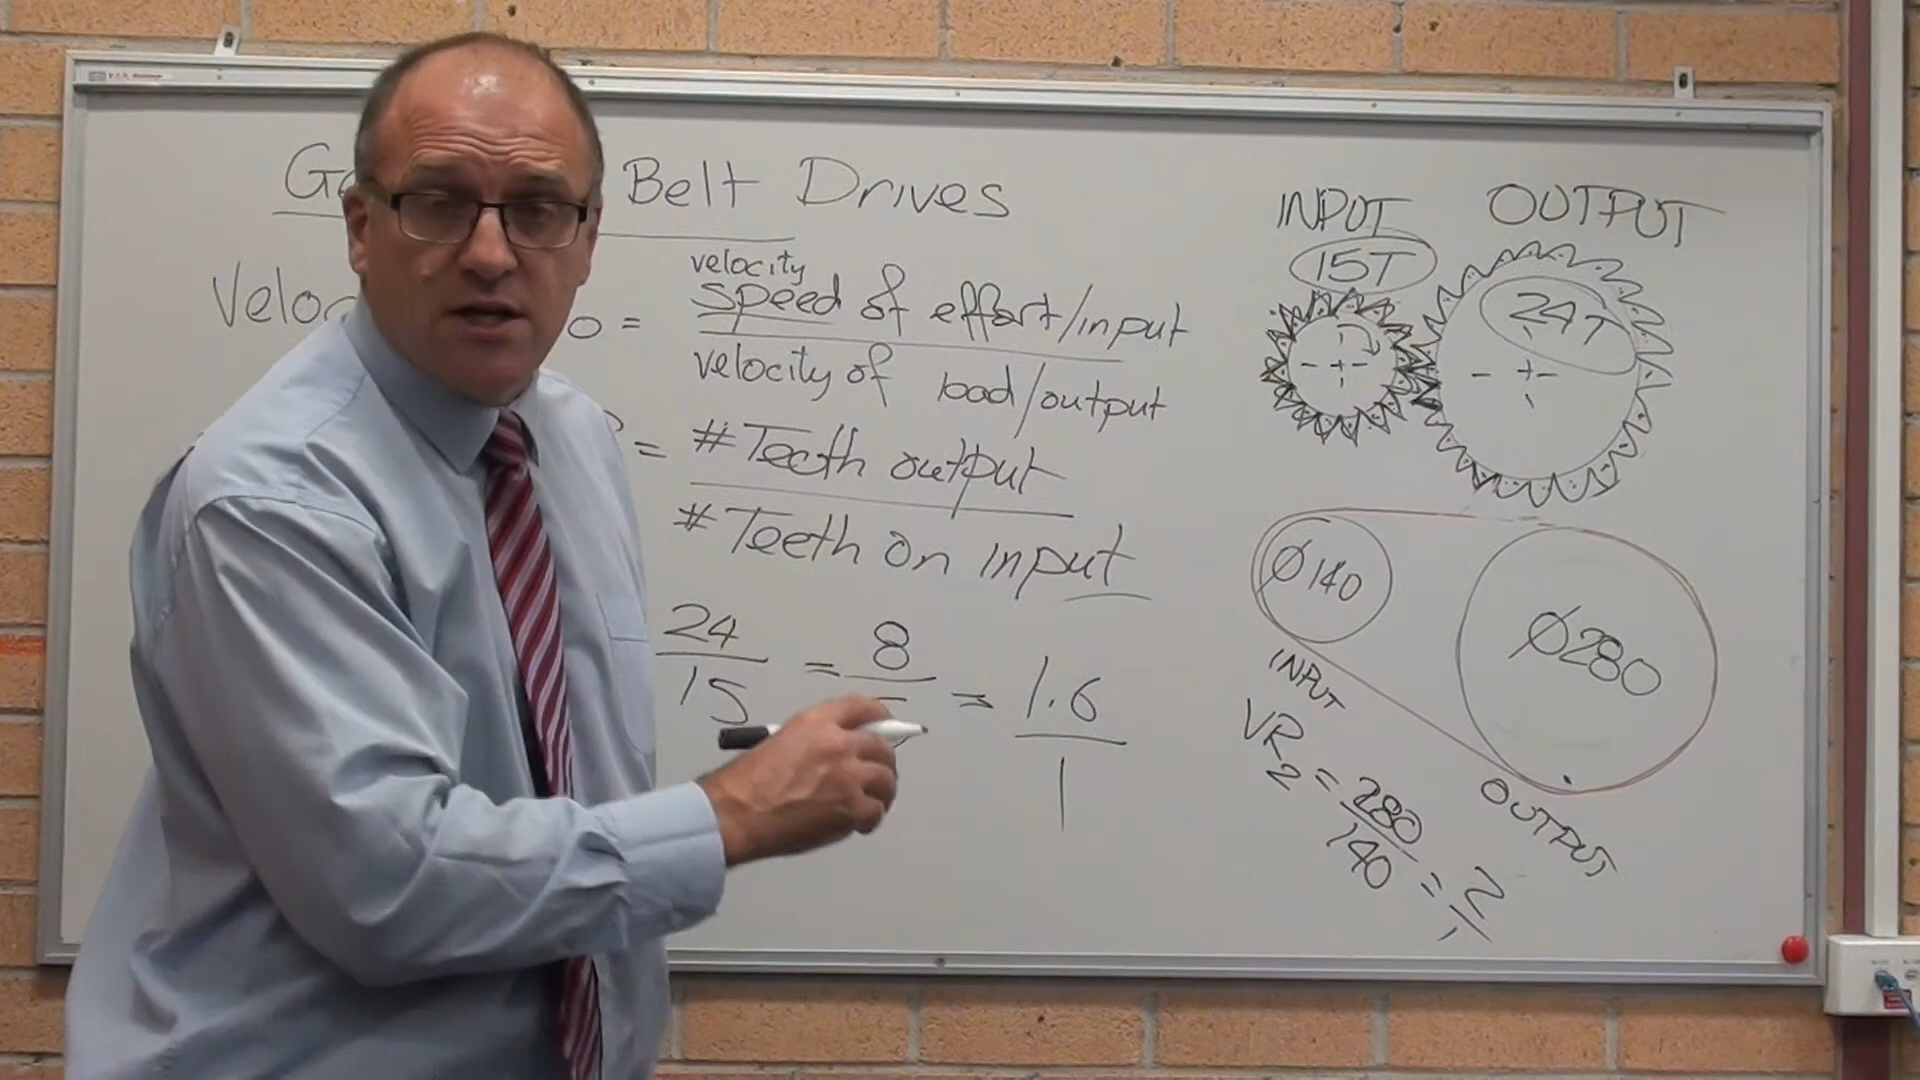 Belt Drives
velocity
speed of effort/input
velocity of load/output
=
# Teeth output
=
# Teeth on input
24
15
= 8
= 1.6
1
INPUT OUTPUT
15T
24T
Ø140
Ø280
INPUT
OUTPUT
VR2 = 280
140
= 2
1